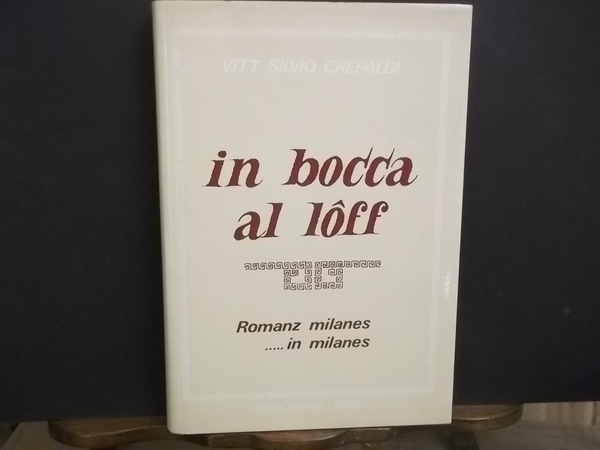 VITT. SILVIO CREPALDI
in bocca
al lôff
Romanz milanes
..... in milanes